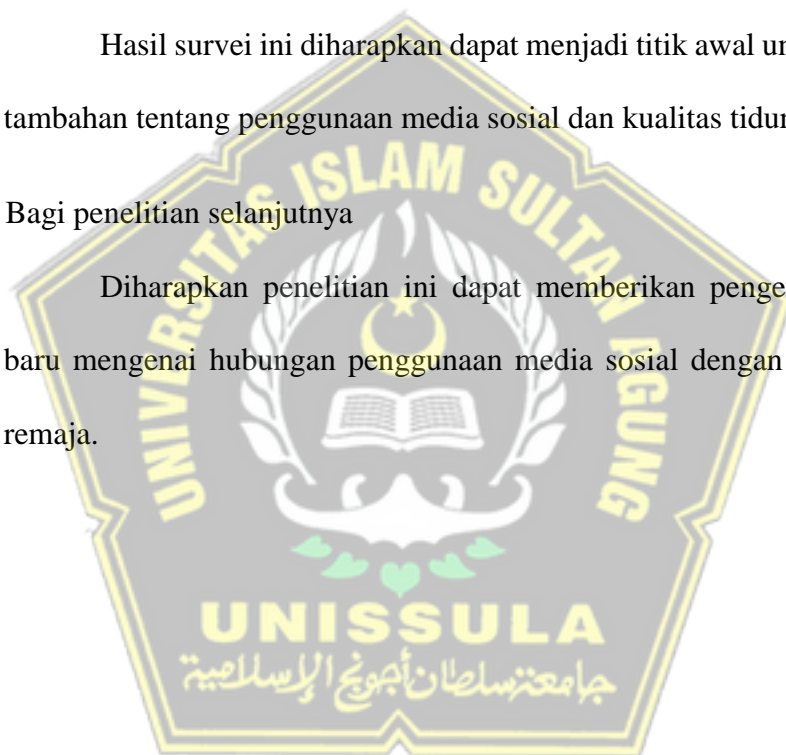 Hasil survei ini diharapkan dapat menjadi titik awal
tambahan tentang penggunaan media sosial dan kualitas tidur
Bagi penelitian selanjutnya
Diharapkan penelitian ini dapat memberikan
baru mengenai hubungan penggunaan media sosial dengan
remaja.
UNIVERSITAS ISLAM SULTAN AGUNG
UNISSULA
جامعة سلطان أجونج الإسلامية